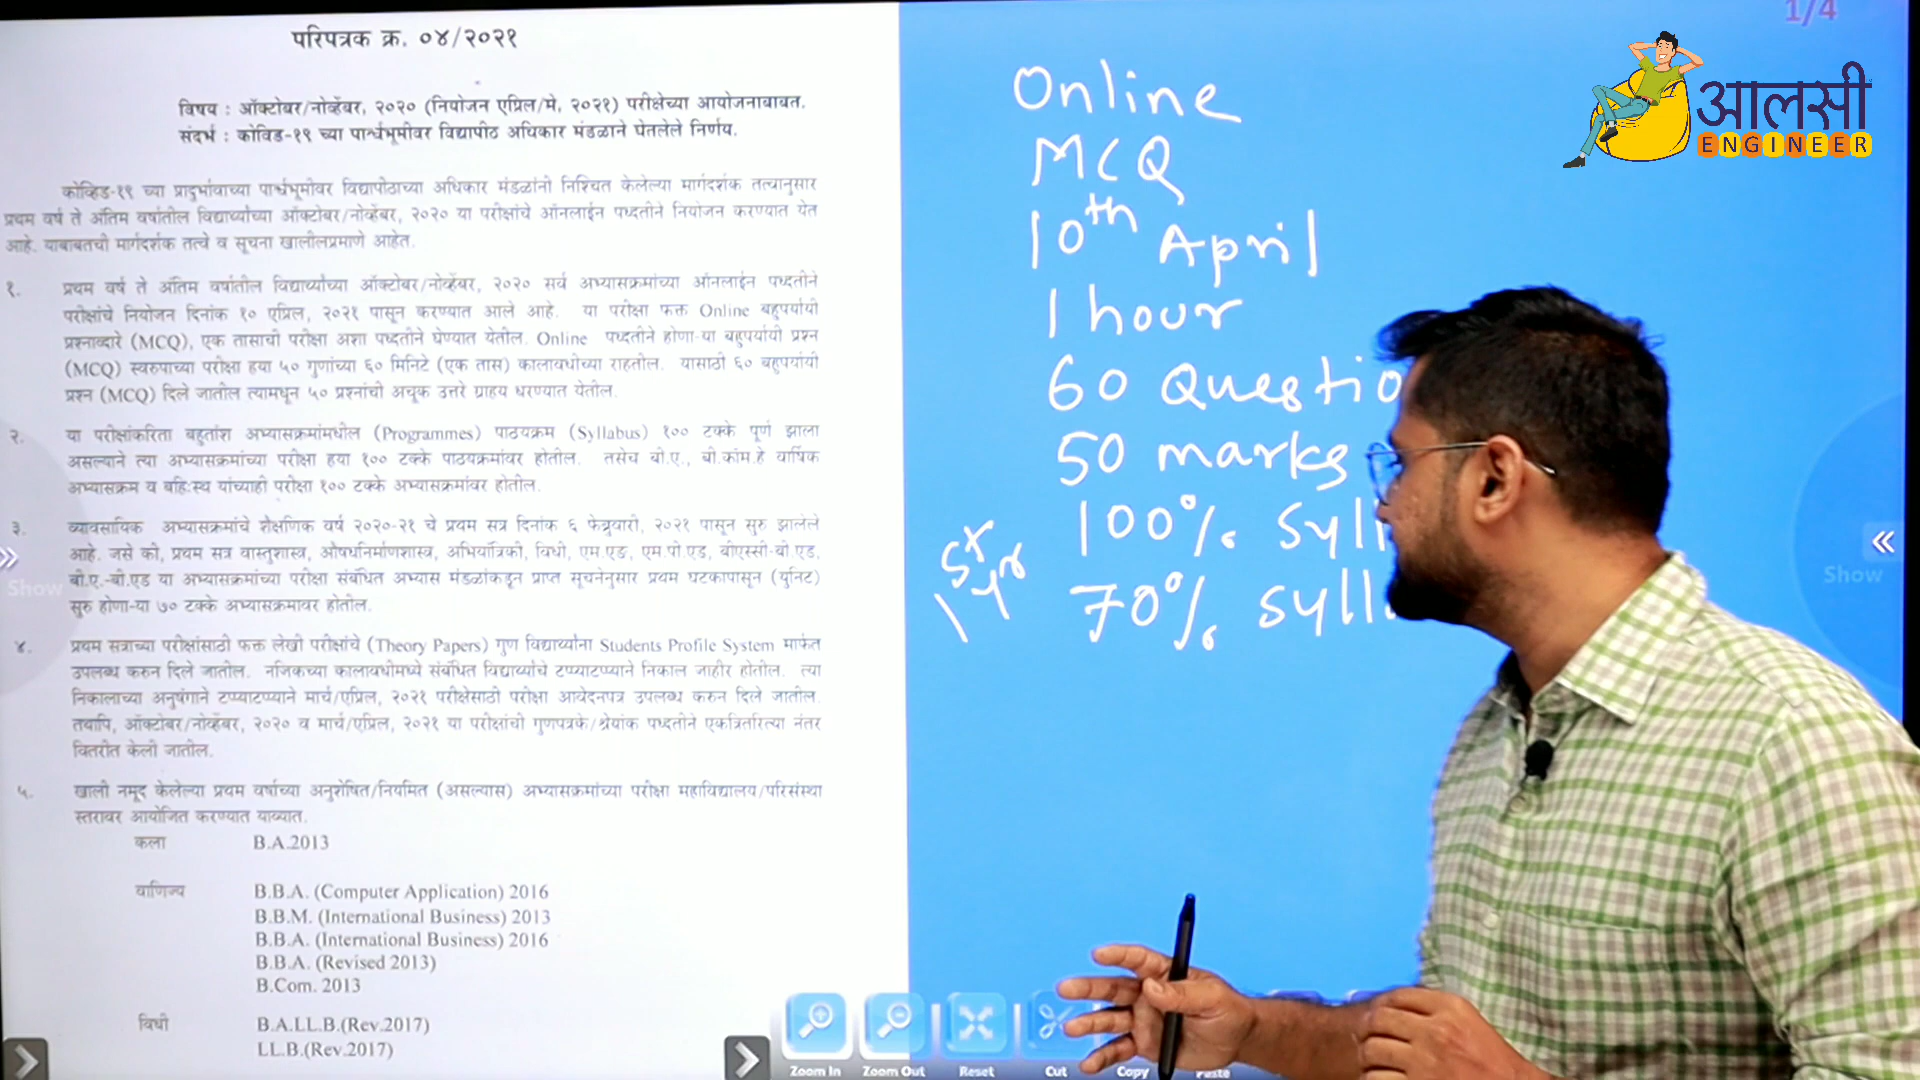 परिपत्रक क्र. ०४/२०२१
विषय : ऑक्टोबर/नोव्हेंबर, २०२० (नियोजन एप्रिल/मे, २०२१) परीक्षेच्या आयोजनाबाबत.
संदर्भ : कोविड-१९ च्या पार्श्वभूमीवर विद्यापीठ अधिकार मंडळाने घेतलेले निर्णय.
कोव्हिड-१९ च्या प्रादुर्भावाच्या पार्श्वभूमीवर विद्यापीठाच्या अधिकार मंडळांनी निश्चित केलेल्या मार्गदर्शक तत्वानुसार
प्रथम वर्ष ते अंतिम वर्षातील विद्यार्थ्यांच्या ऑक्टोबर/नोव्हेंबर, २०२० या परीक्षांचे ऑनलाईन पध्दतीने नियोजन करण्यात येत
आहे. याबाबतची मार्गदर्शक तत्वे व सूचना खालीलप्रमाणे आहेत.
१. प्रथम वर्ष ते अंतिम वर्षातील विद्यार्थ्यांच्या ऑक्टोबर/नोव्हेंबर, २०२० सर्व अभ्यासक्रमांच्या ऑनलाईन पध्दतीने
परीक्षांचे नियोजन दिनांक १० एप्रिल, २०२१ पासून करण्यात आले आहे. या परीक्षा फक्त Online बहुपर्यायी
प्रश्नाव्दारे (MCQ), एक तासाची परीक्षा अशा पध्दतीने घेण्यात येतील. Online पध्दतीने होणा-या बहुपर्यायी प्रश्न
(MCQ) स्वरुपाच्या परीक्षा हया ५० गुणांच्या ६० मिनिटे (एक तास) कालावधीच्या राहतील. यासाठी ६० बहुपर्यायी
प्रश्न (MCQ) दिले जातील त्यामधून ५० प्रश्नांची अचूक उत्तरे ग्राहय धरण्यात येतील.
२. या परीक्षांकरिता बहुतांश अभ्यासक्रमांमधील (Programmes) पाठयक्रम (Syllabus) १०० टक्के पूर्ण झाला
असल्याने त्या अभ्यासक्रमांच्या परीक्षा हया १०० टक्के पाठयक्रमांवर होतील. तसेच बी.ए., बी.कॉम.हे वार्षिक
अभ्यासक्रम व बहि:स्थ यांच्याही परीक्षा १०० टक्के अभ्यासक्रमांवर होतील.
३. व्यावसायिक अभ्यासक्रमांचे शैक्षणिक वर्ष २०२०-२१ चे प्रथम सत्र दिनांक ६ फेब्रुवारी, २०२१ पासून सुरु झालेले
आहे. जसे की, प्रथम सत्र वास्तुशास्त्र, औषधनिर्माणशास्त्र, अभियांत्रिकी, विधी, एम.एड, एम.पी.एड, बीएससी-बी.एड,
बी.ए.-बी.एड या अभ्यासक्रमांच्या परीक्षा संबंधित अभ्यास मंडळांकडून प्राप्त सूचनेनुसार प्रथम घटकापासून (युनिट)
सुरु होणा-या ७० टक्के अभ्यासक्रमावर होतील.
४. प्रथम सत्राच्या परीक्षांसाठी फक्त लेखी परीक्षांचे (Theory Papers) गुण विद्यार्थ्यांना Students Profile System मार्फत
उपलब्ध करुन दिले जातील. नजिकच्या कालावधीमध्ये संबंधित विद्यार्थ्यांचे टप्प्याटप्प्याने निकाल जाहीर होतील. त्या
निकालाच्या अनुषंगाने टप्प्याटप्प्याने मार्च/एप्रिल, २०२१ परीक्षेसाठी परीक्षा आवेदनपत्र उपलब्ध करुन दिले जातील.
तथापि, ऑक्टोबर/नोव्हेंबर, २०२० व मार्च/एप्रिल, २०२१ या परीक्षांची गुणपत्रके/श्रेयांक पध्दतीने एकत्रितरित्या नंतर
वितरीत केली जातील.
५. खाली नमूद केलेल्या प्रथम वर्षाच्या अनुशेषित/नियमित (असल्यास) अभ्यासक्रमांच्या परीक्षा महाविद्यालय/परिसंस्था
स्तरावर आयोजित करण्यात याव्यात.
कला B.A.2013
वाणिज्य B.B.A. (Computer Application) 2016
B.B.M. (International Business) 2013
B.B.A. (International Business) 2016
B.B.A. (Revised 2013)
B.Com. 2013
विधी B.A.LL.B.(Rev.2017)
LL.B.(Rev.2017)
1/4
आलसी
ENGINEER
Online
MCQ
10th April
1 hour
60 Questio
50 marks
100% Syll
1st yr 70% Syll
Show
Show
Zoom In Zoom Out Reset Cut Copy Paste